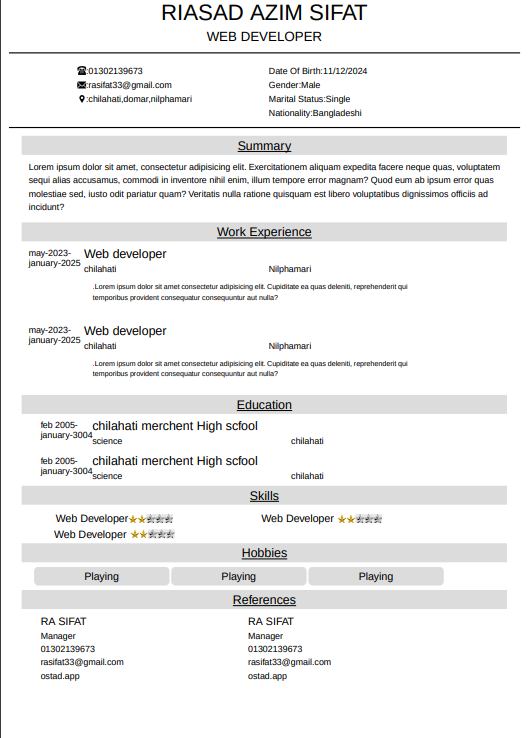 RIASAD AZIM SIFAT
WEB DEVELOPER
:01302139673
Date Of Birth:11/12/2024
:rasifat33@gmail.com
Gender:Male
:chilahati,domar,nilphamari
Marital Status:Single
Nationality:Bangladeshi
Summary
Lorem ipsum dolor sit amet, consectetur adipisicing elit. Exercitationem aliquam expedita facere neque quas, voluptatem
sequi alias accusamus, commodi in inventore nihil enim, illum tempore error magnam? Quod eum ab ipsum error quas
molestiae sed, iusto odit pariatur quam? Veritatis nulla ratione quisquam est libero voluptatibus dignissimos officiis ad
incidunt?
Work Experience
may-2023-
january-2025
Web developer
chilahati
Nilphamari
.Lorem ipsum dolor sit amet consectetur adipisicing elit. Cupiditate ea quas deleniti, reprehenderit qui
temporibus provident consequatur consequuntur aut nulla?
may-2023-
january-2025
Web developer
chilahati
Nilphamari
.Lorem ipsum dolor sit amet consectetur adipisicing elit. Cupiditate ea quas deleniti, reprehenderit qui
temporibus provident consequatur consequuntur aut nulla?
Education
feb 2005-
january-3004
chilahati merchent High scfool
science
chilahati
feb 2005-
january-3004
chilahati merchent High scfool
science
chilahati
Skills
Web Developer
Web Developer
Web Developer
Hobbies
Playing
Playing
Playing
References
RA SIFAT
Manager
01302139673
rasifat33@gmail.com
ostad.app
RA SIFAT
Manager
01302139673
rasifat33@gmail.com
ostad.app